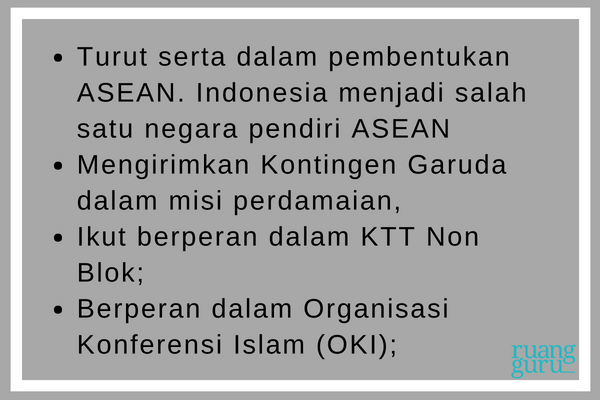 • Turut serta dalam pembentukan
ASEAN. Indonesia menjadi salah
satu negara pendiri ASEAN
• Mengirimkan Kontingen Garuda
dalam misi perdamaian,
• Ikut berperan dalam KTT Non
Blok;
• Berperan dalam Organisasi
Konferensi Islam (OKI);
ruang
guru_